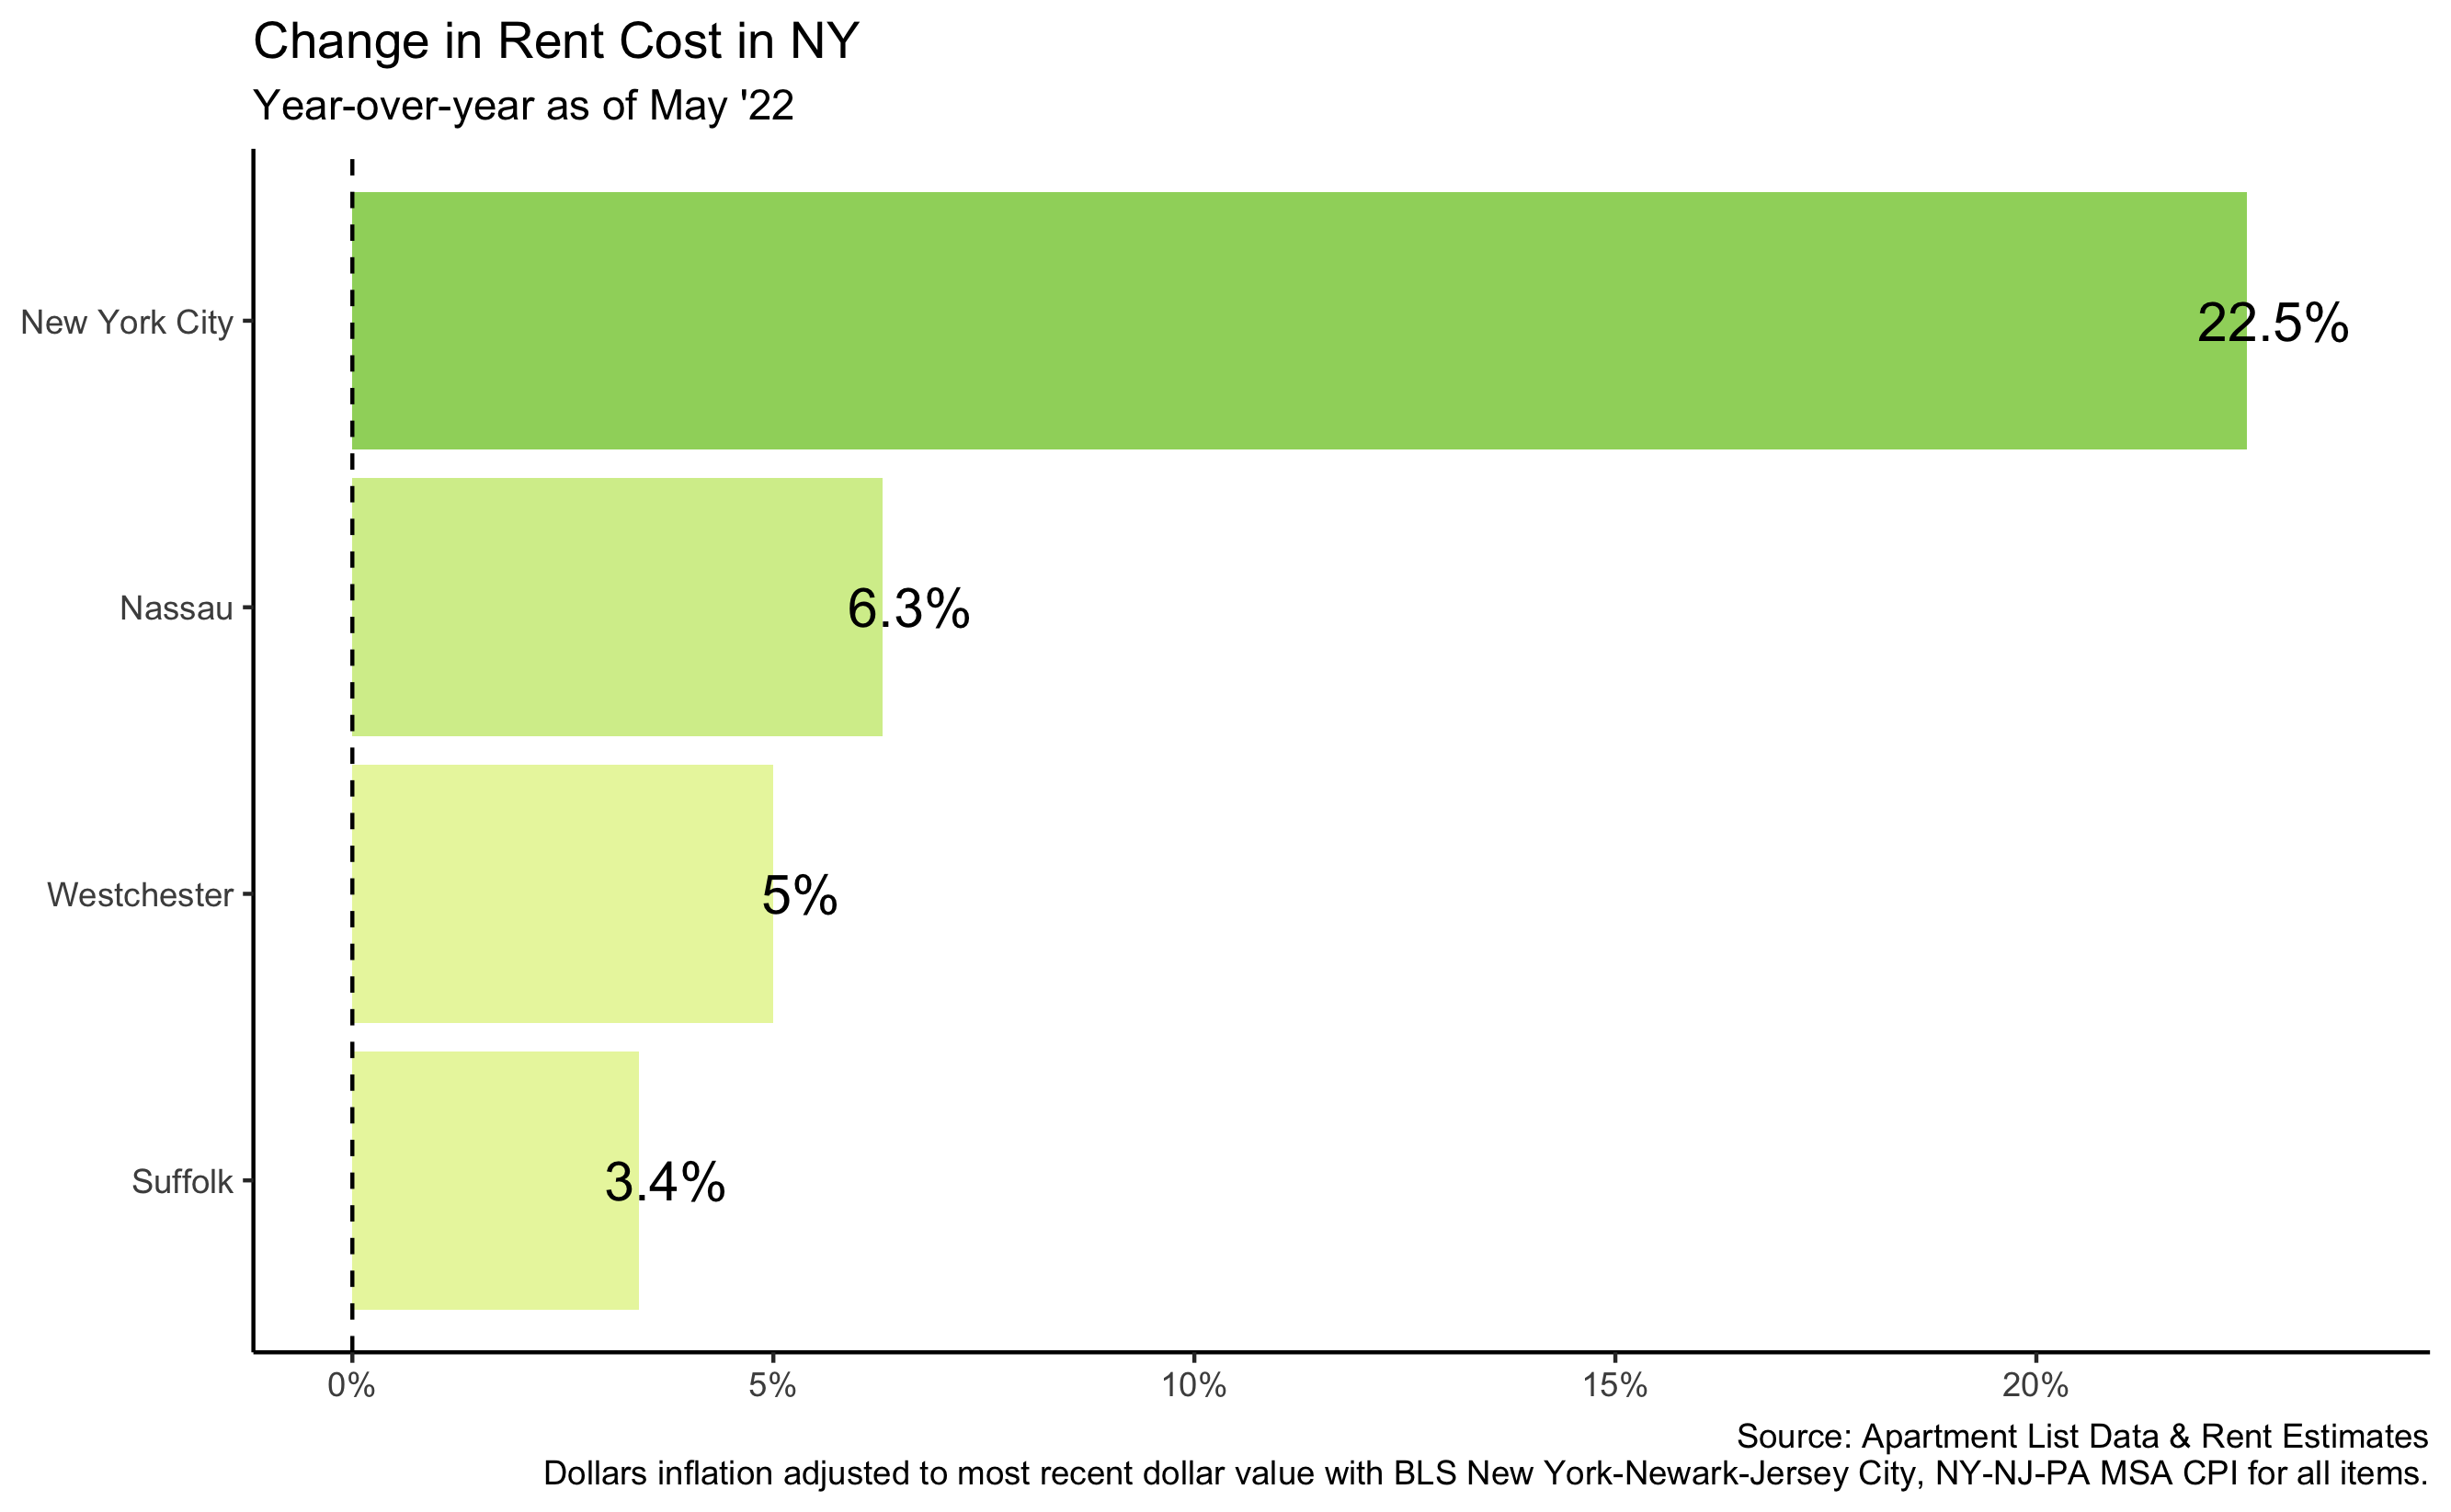 Change in Rent Cost in NY
Year-over-year as of May '22
New York City
22.5%
Nassau
6.3%
Westchester
5%
Suffolk
3.4%
0% 5% 10% 15% 20%
Source: Apartment List Data & Rent Estimates
Dollars inflation adjusted to most recent dollar value with BLS New York-Newark-Jersey City, NY-NJ-PA MSA CPI for all items.